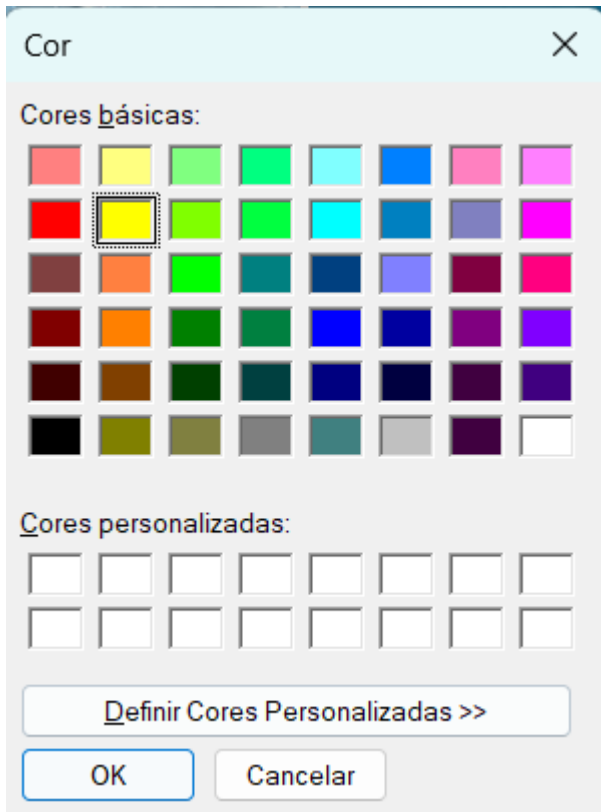 Cor
Cores básicas:
Cores personalizadas:
Definir Cores Personalizadas >>
OK
Cancelar